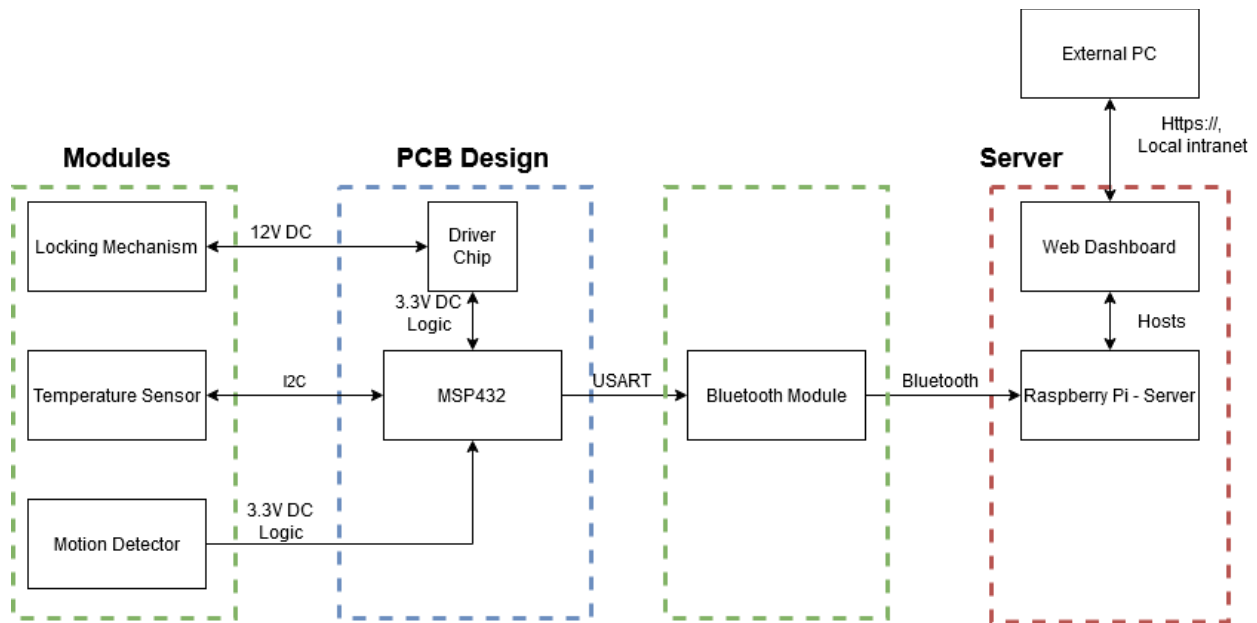 External PC
Https://,
Local intranet
Modules
PCB Design
Server
Locking Mechanism
12V DC
Driver
Chip
Web Dashboard
3.3V DC
Logic
Hosts
Temperature Sensor
I2C
MSP432
USART
Bluetooth Module
Bluetooth
Raspberry Pi - Server
Motion Detector
3.3V DC
Logic